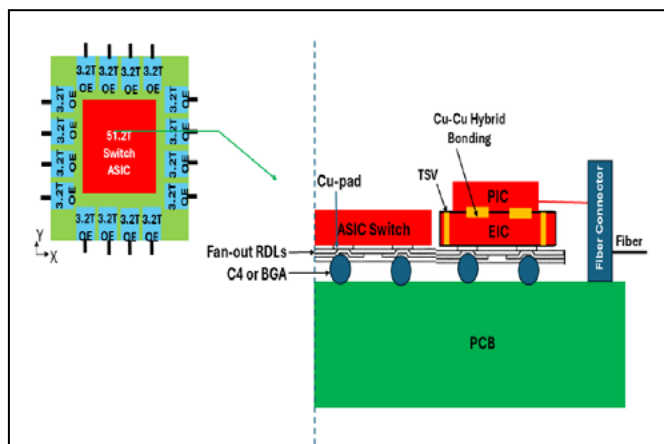 3.2T 3.2T 3.2T 3.2T
OE OE OE OE
3.2T OE
3.2T OE
3.2T OE
3.2T OE
51.2T
Switch
ASIC
3.2T OE
3.2T OE
3.2T OE
3.2T OE
3.2T 3.2T 3.2T 3.2T
OE OE OE OE
Y
X
Cu-Cu Hybrid
Bonding
TSV
Cu-pad
PIC
ASIC Switch
EIC
Fan-out RDLs
C4 or BGA
Fiber Connector
Fiber
PCB